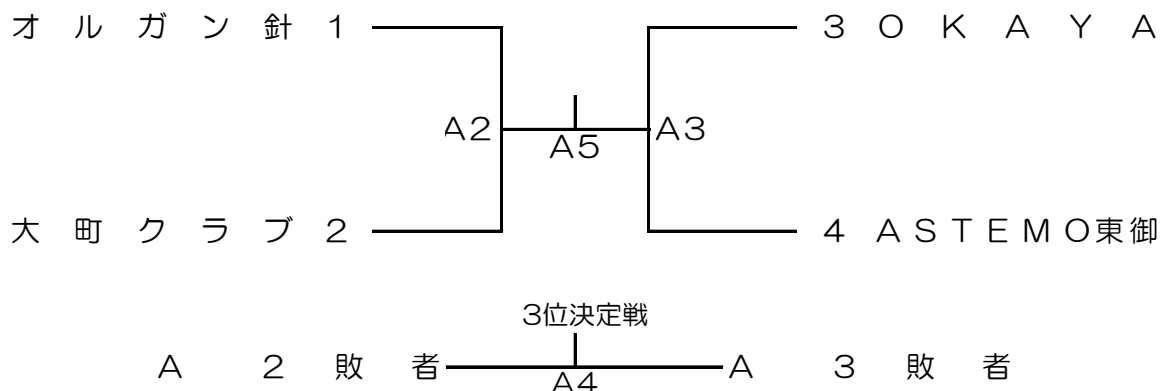 オルガン針 1 3 OKAYA
A2 A5 A3
大町クラブ 2 4 ASTEMO東御
3位決定戦
A2敗者 A4 A3敗者